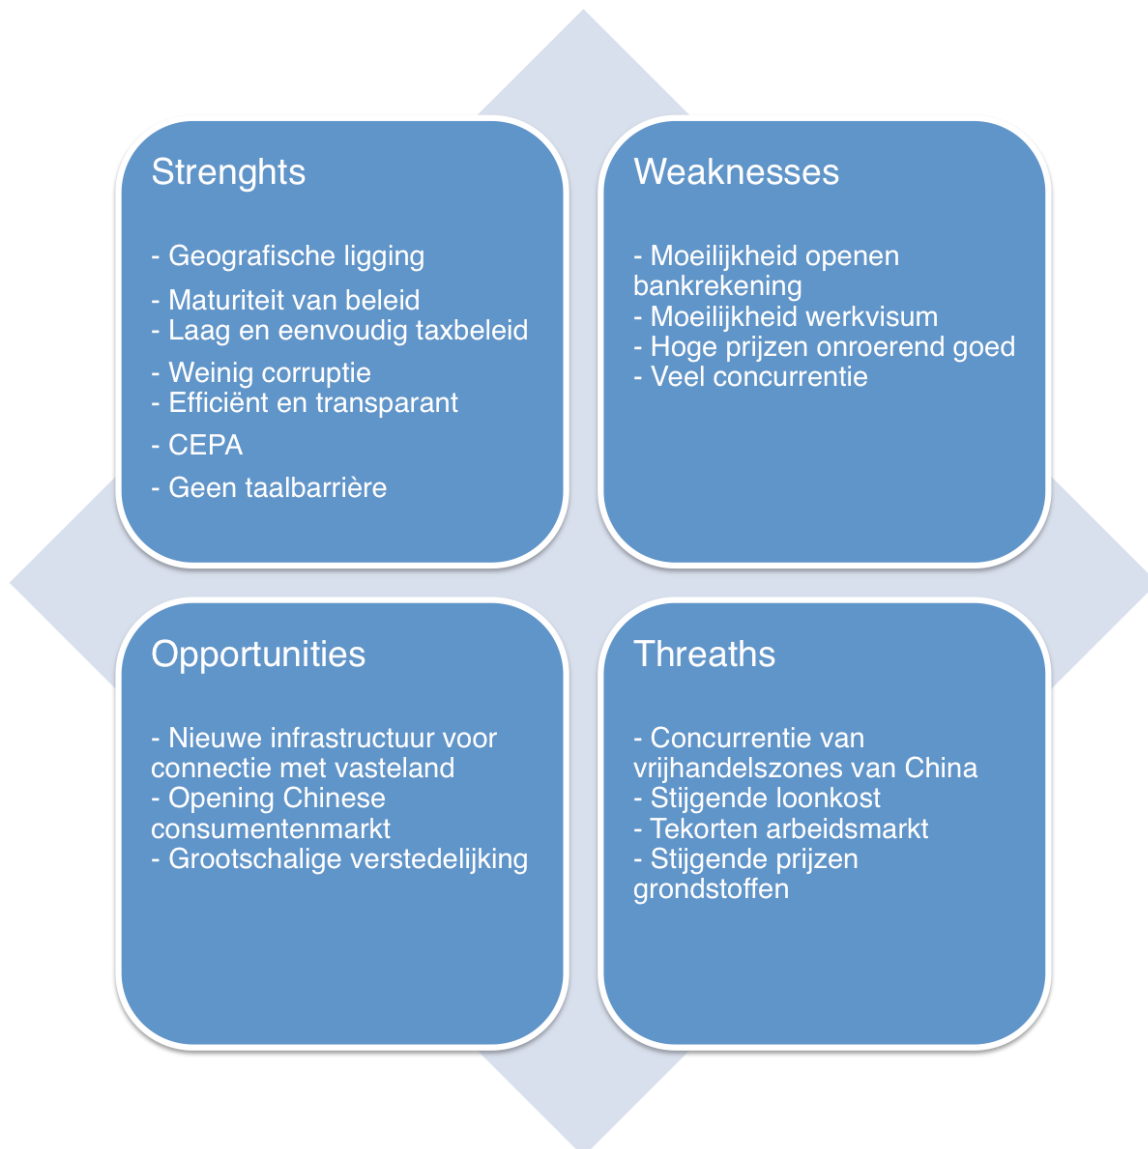 Strenghts
- Geografische ligging
- Maturiteit van beleid
- Laag en eenvoudig taxbeleid
- Weinig corruptie
- Efficiënt en transparant
- CEPA
- Geen taalbarrière
Weaknesses
- Moeilijkheid openen
bankrekening
- Moeilijkheid werkvisum
- Hoge prijzen onroerend goed
- Veel concurrentie
Opportunities
- Nieuwe infrastructuur voor
connectie met vasteland
- Opening Chinese
consumentenmarkt
- Grootschalige verstedelijking
Threaths
- Concurrentie van
vrijhandelszones van China
- Stijgende loonkost
- Tekorten arbeidsmarkt
- Stijgende prijzen
grondstoffen